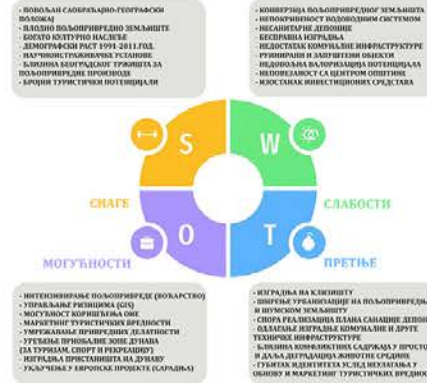 - ПОВОЉАН САОБРАЋАЈНО-ГЕОГРАФСКИ
ПОЛОЖАЈ
- ПЛОДНО ПОЉОПРИВРЕДНО ЗЕМЉИШТЕ
- БОГАТО КУЛТУРНО НАСЛЕЂЕ
- ДЕМОГРАФСКИ РАСТ 1991-2011.ГОД.
- НАУЧНОИСТРАЖИВАЧКЕ УСТАНОВЕ
- БЛИЗИНА БЕОГРАДСКОГ ТРЖИШТА ЗА
ПОЉОПРИВРЕДНЕ ПРОИЗВОДЕ
- БРОЈНИ ТУРИСТИЧКИ ПОТЕНЦИЈАЛИ
- КОНВЕРЗИЈА ПОЉОПРИВРЕДНОГ ЗЕМЉИШТА
- НЕПОКРИВЕНОСТ ВОДОВОДНИМ СИСТЕМОМ
- НЕСАНИТАРНЕ ДЕПОНИЈЕ
- БЕСПРАВНА ИЗГРАДЊА
- НЕДОСТАТАК КОМУНАЛНЕ ИНФРАСТРУКТУРЕ
- РУИНИРАНИ И ЗАПУШТЕНИ ОБЈЕКТИ
- НЕДОВОЉНА ВАЛОРИЗАЦИЈА ПОТЕНЦИЈАЛА
- НЕПОВЕЗАНОСТ СА ЦЕНТРОМ ОПШТИНЕ
- ИЗОСТАНАК ИНВЕСТИЦИОНИХ СРЕДСТАВА
S
W
СНАГЕ
СЛАБОСТИ
O
T
МОГУЋНОСТИ
ПРЕТЊЕ
- ИНТЕНЗИВИРАЊЕ ПОЉОПРИВРЕДЕ (ВОЋАРСТВО)
- УПРАВЉАЊЕ РИЗИЦИМА (GIS)
- МОГУЋНОСТ КОРИШЋЕЊА ОИЕ
- МАРКЕТИНГ ТУРИСТИЧКИХ ВРЕДНОСТИ
- УМРЕЖАВАЊЕ ПРИВРЕДНИХ ДЕЛАТНОСТИ
- УРЕЂЕЊЕ ПРИОБАЛНЕ ЗОНЕ ДУНАВА
(ЗА ТУРИЗАМ, СПОРТ И РЕКРЕАЦИЈУ)
- ИЗГРАДЊА ПРИСТАНИШТА НА ДУНАВУ
- УКЉУЧЕЊЕ У ЕВРОПСКЕ ПРОЈЕКТЕ (САРАДЊА)
- ИЗГРАДЊА НА КЛИЗИШТУ
- ШИРЕЊЕ УРБАНИЗАЦИЈЕ НА ПОЉОПРИВРЕДНО
И ШУМСКОМ ЗЕМЉИШТУ
- СПОРА РЕАЛИЗАЦИЈА ПЛАНА САНАЦИЈЕ ДЕПОН
- ОДЛАГАЊЕ ИЗГРАДЊЕ КОМУНАЛНЕ И ДРУГЕ
ТЕХНИЧКЕ ИНФРАСТРУКТУРЕ
- БЛИЗИНА КОНФЛИКТНИХ САДРЖАЈА У ПРОСТО
И ДАЉА ДЕГРАДАЦИЈА ЖИВОТНЕ СРЕДИНЕ
- ГУБИТАК ИДЕНТИТЕТА УСЛЕД НЕУЛАГАЊА У
ОБНОВУ И МАРКЕТИНГ ТУРИСТИЧКИХ ВРЕДНОС